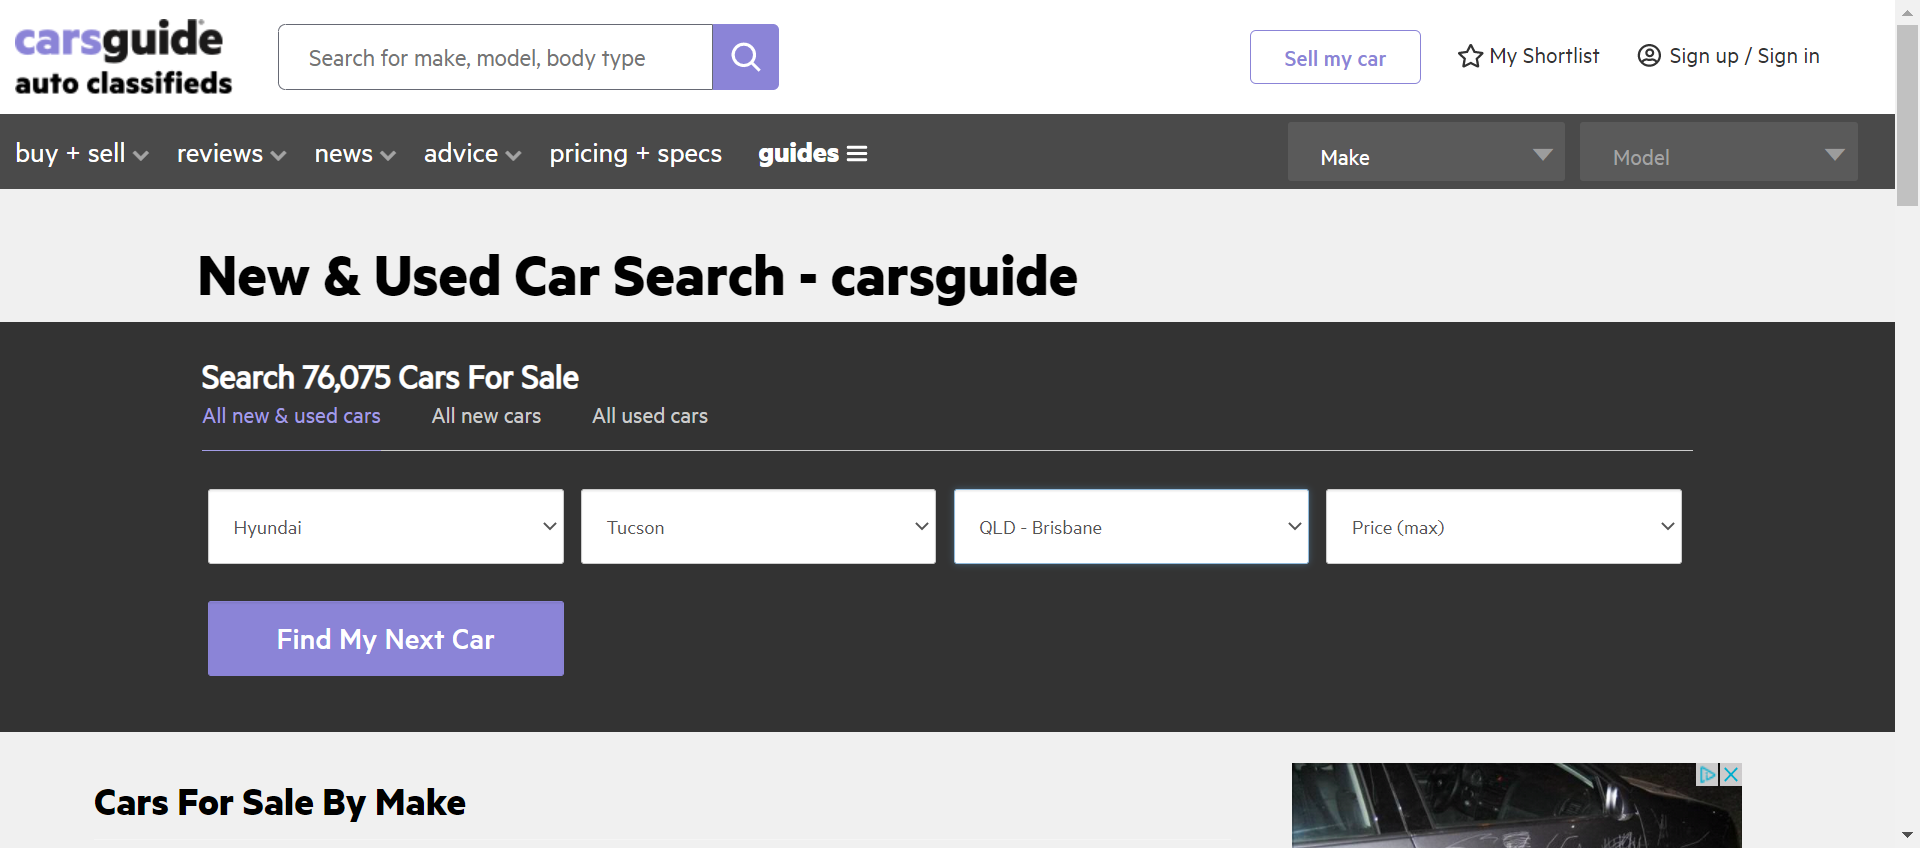 carsguide
auto classifieds
Search for make, model, body type
Sell my car
My Shortlist
Sign up / Sign in
buy + sell
reviews
news
advice
pricing + specs
guides
Make
Model
New & Used Car Search - carsguide
Search 76,075 Cars For Sale
All new & used cars
All new cars
All used cars
Hyundai
Tucson
QLD - Brisbane
Price (max)
Find My Next Car
Cars For Sale By Make